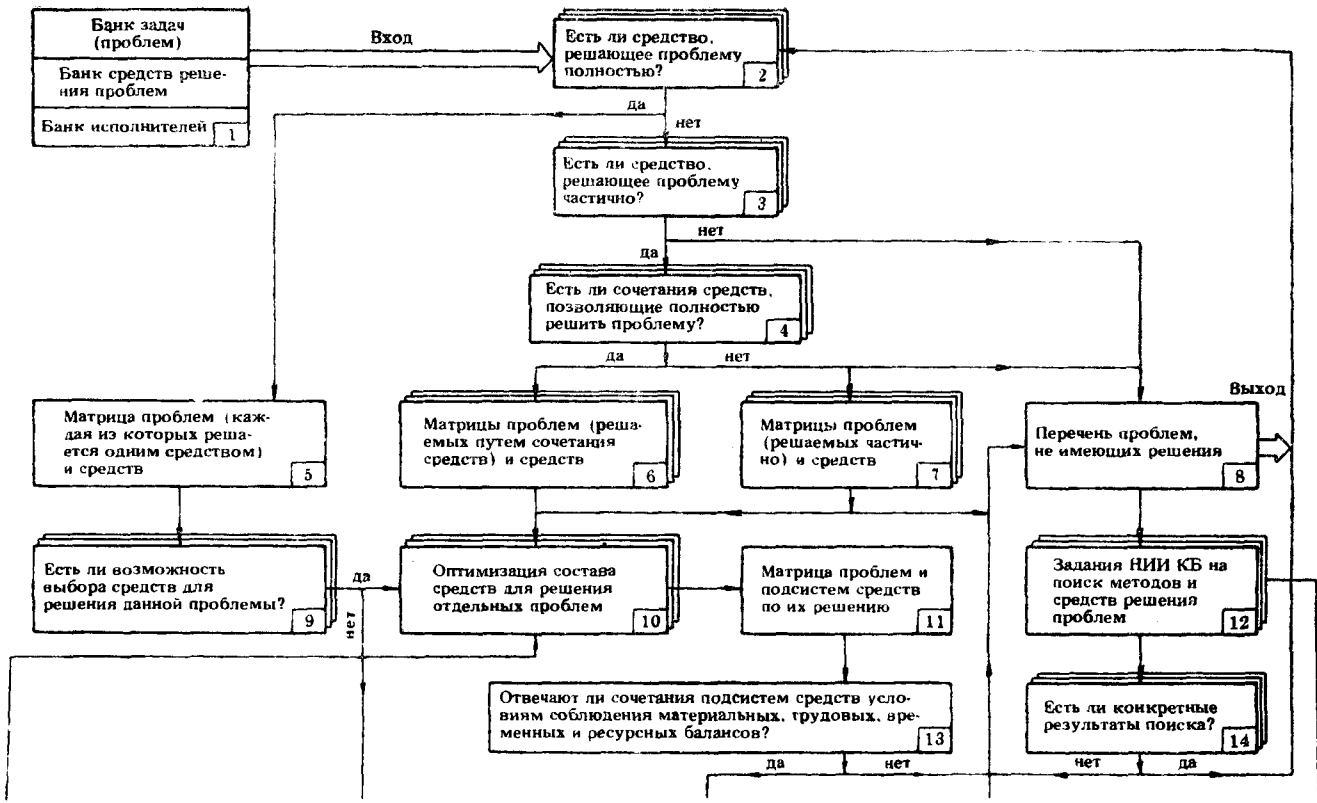 Банк задач
(проблем)
Банк средств реше-
ния проблем
Банк исполнителей
1
Вход
Есть ли средство,
решающее проблему
полностью?
2
да
нет
Есть ли средство,
решающее проблему
частично?
3
нет
да
Есть ли сочетания средств,
позволяющие полностью
решить проблему?
4
да
нет
Матрица проблем (каж-
дая из которых реша-
ется одним средством)
и средств
5
Матрицы проблем (реша-
емых путем сочетания
средств) и средств
6
Матрицы проблем
(решаемых частич-
но) и средств
7
Выход
Перечень проблем,
не имеющих решения
8
Есть ли возможность
выбора средств для
решения данной проблемы?
9
да
нет
Оптимизация состава
средств для решения
отдельных проблем
10
Матрица проблем и
подсистем средств
по их решению
11
Задания НИИ КБ на
поиск методов и
средств решения
проблем
12
Отвечают ли сочетания подсистем средств усло-
виям соблюдения материальных, трудовых, вре-
менных и ресурсных балансов?
13
да
нет
Есть ли конкретные
результаты поиска?
14
нет
да